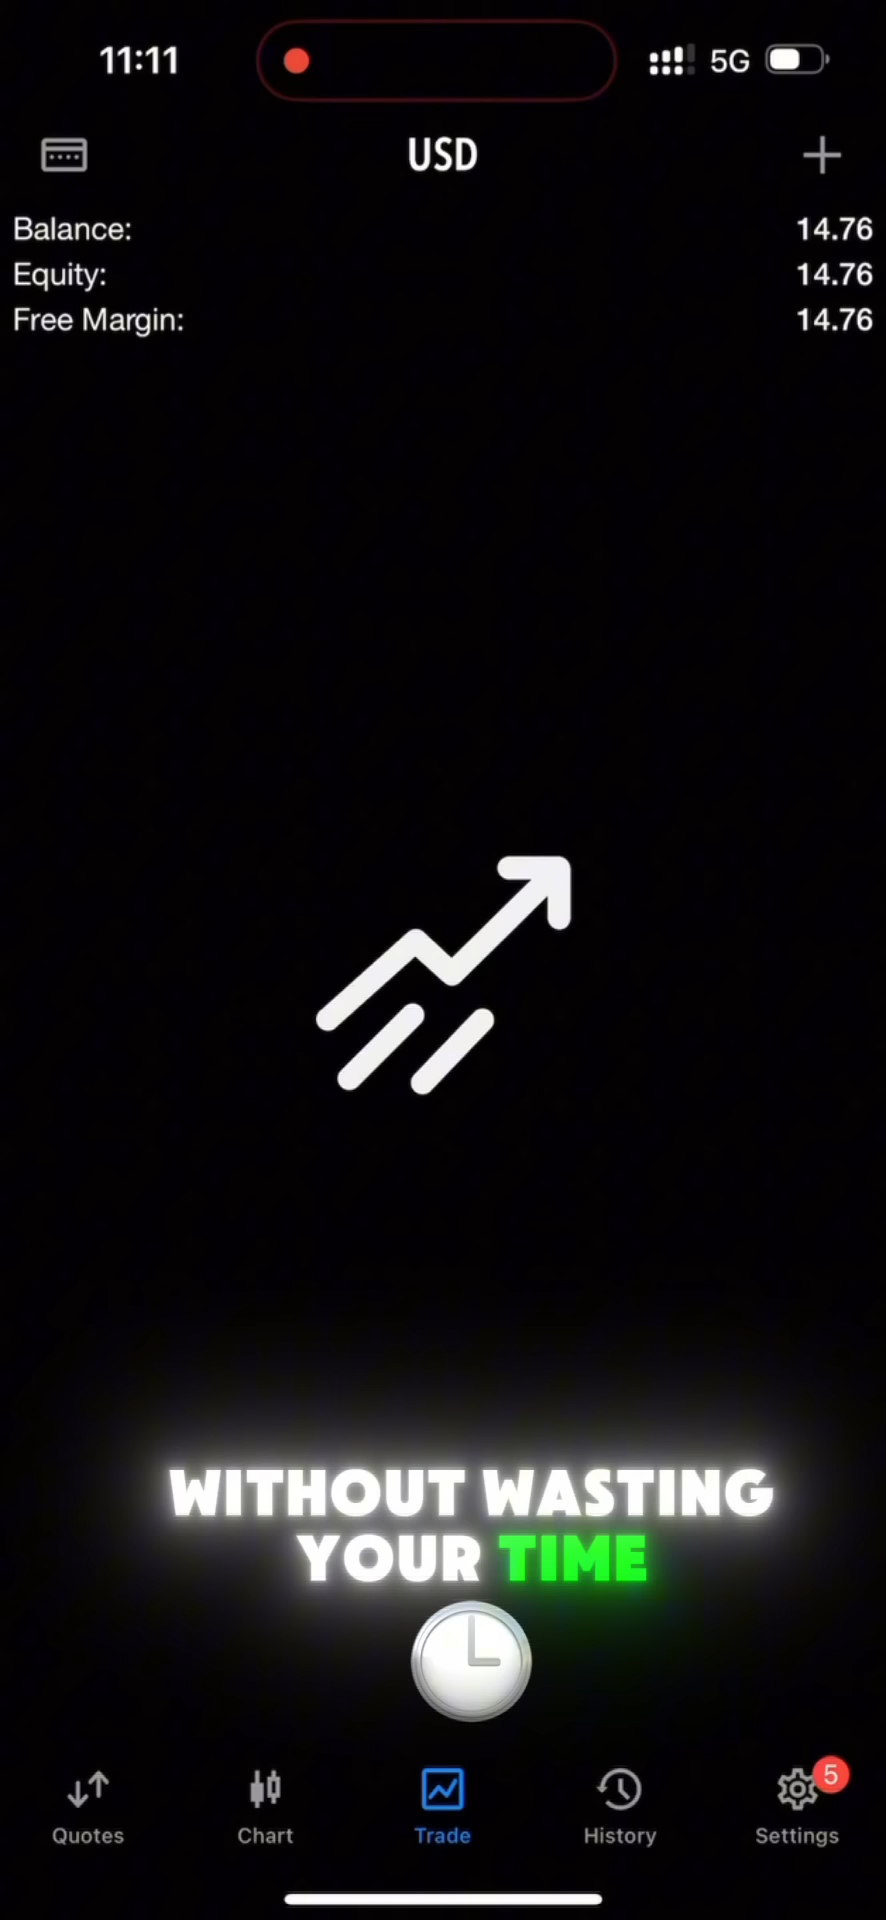 11:11
5G
USD
Balance: 14.76
Equity: 14.76
Free Margin: 14.76
WITHOUT WASTING
YOUR TIME
5
Quotes Chart Trade History Settings